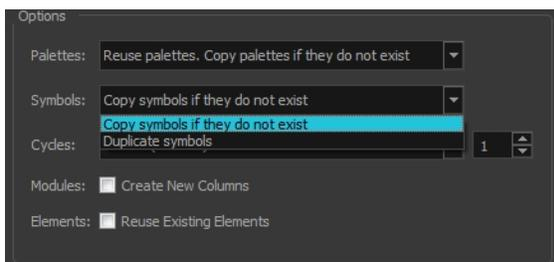 Options
Palettes: Reuse palettes. Copy palettes if they do not exist
Symbols: Copy symbols if they do not exist
Copy symbols if they do not exist
Duplicate symbols
Cycles: 1
Modules: Create New Columns
Elements: Reuse Existing Elements